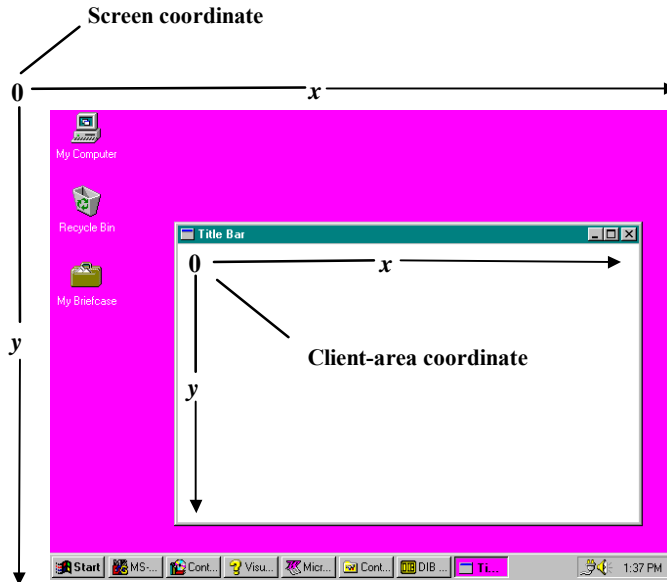 Screen coordinate
0 x
My Computer
Recycle Bin
Title Bar
0 x
My Briefcase
y
Client-area coordinate
y
Start MS-... Cont... Visu... Micr... Cont... DIB ... Ti... 1:37 PM